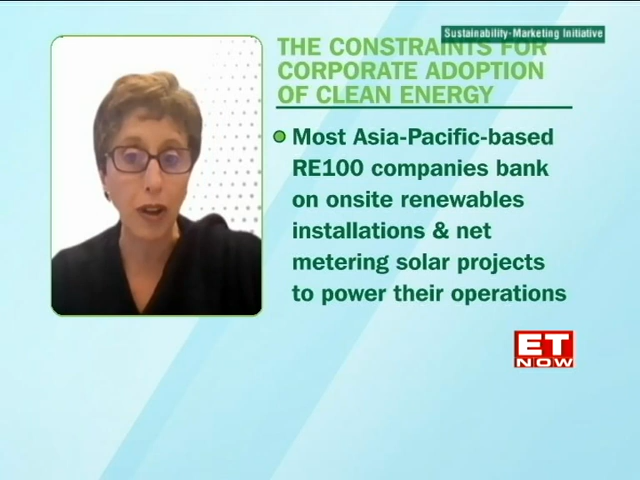 Sustainability-Marketing Initiative
THE CONSTRAINTS FOR
CORPORATE ADOPTION
OF CLEAN ENERGY
Most Asia-Pacific-based
RE100 companies bank
on onsite renewables
installations & net
metering solar projects
to power their operations
ET
NOW